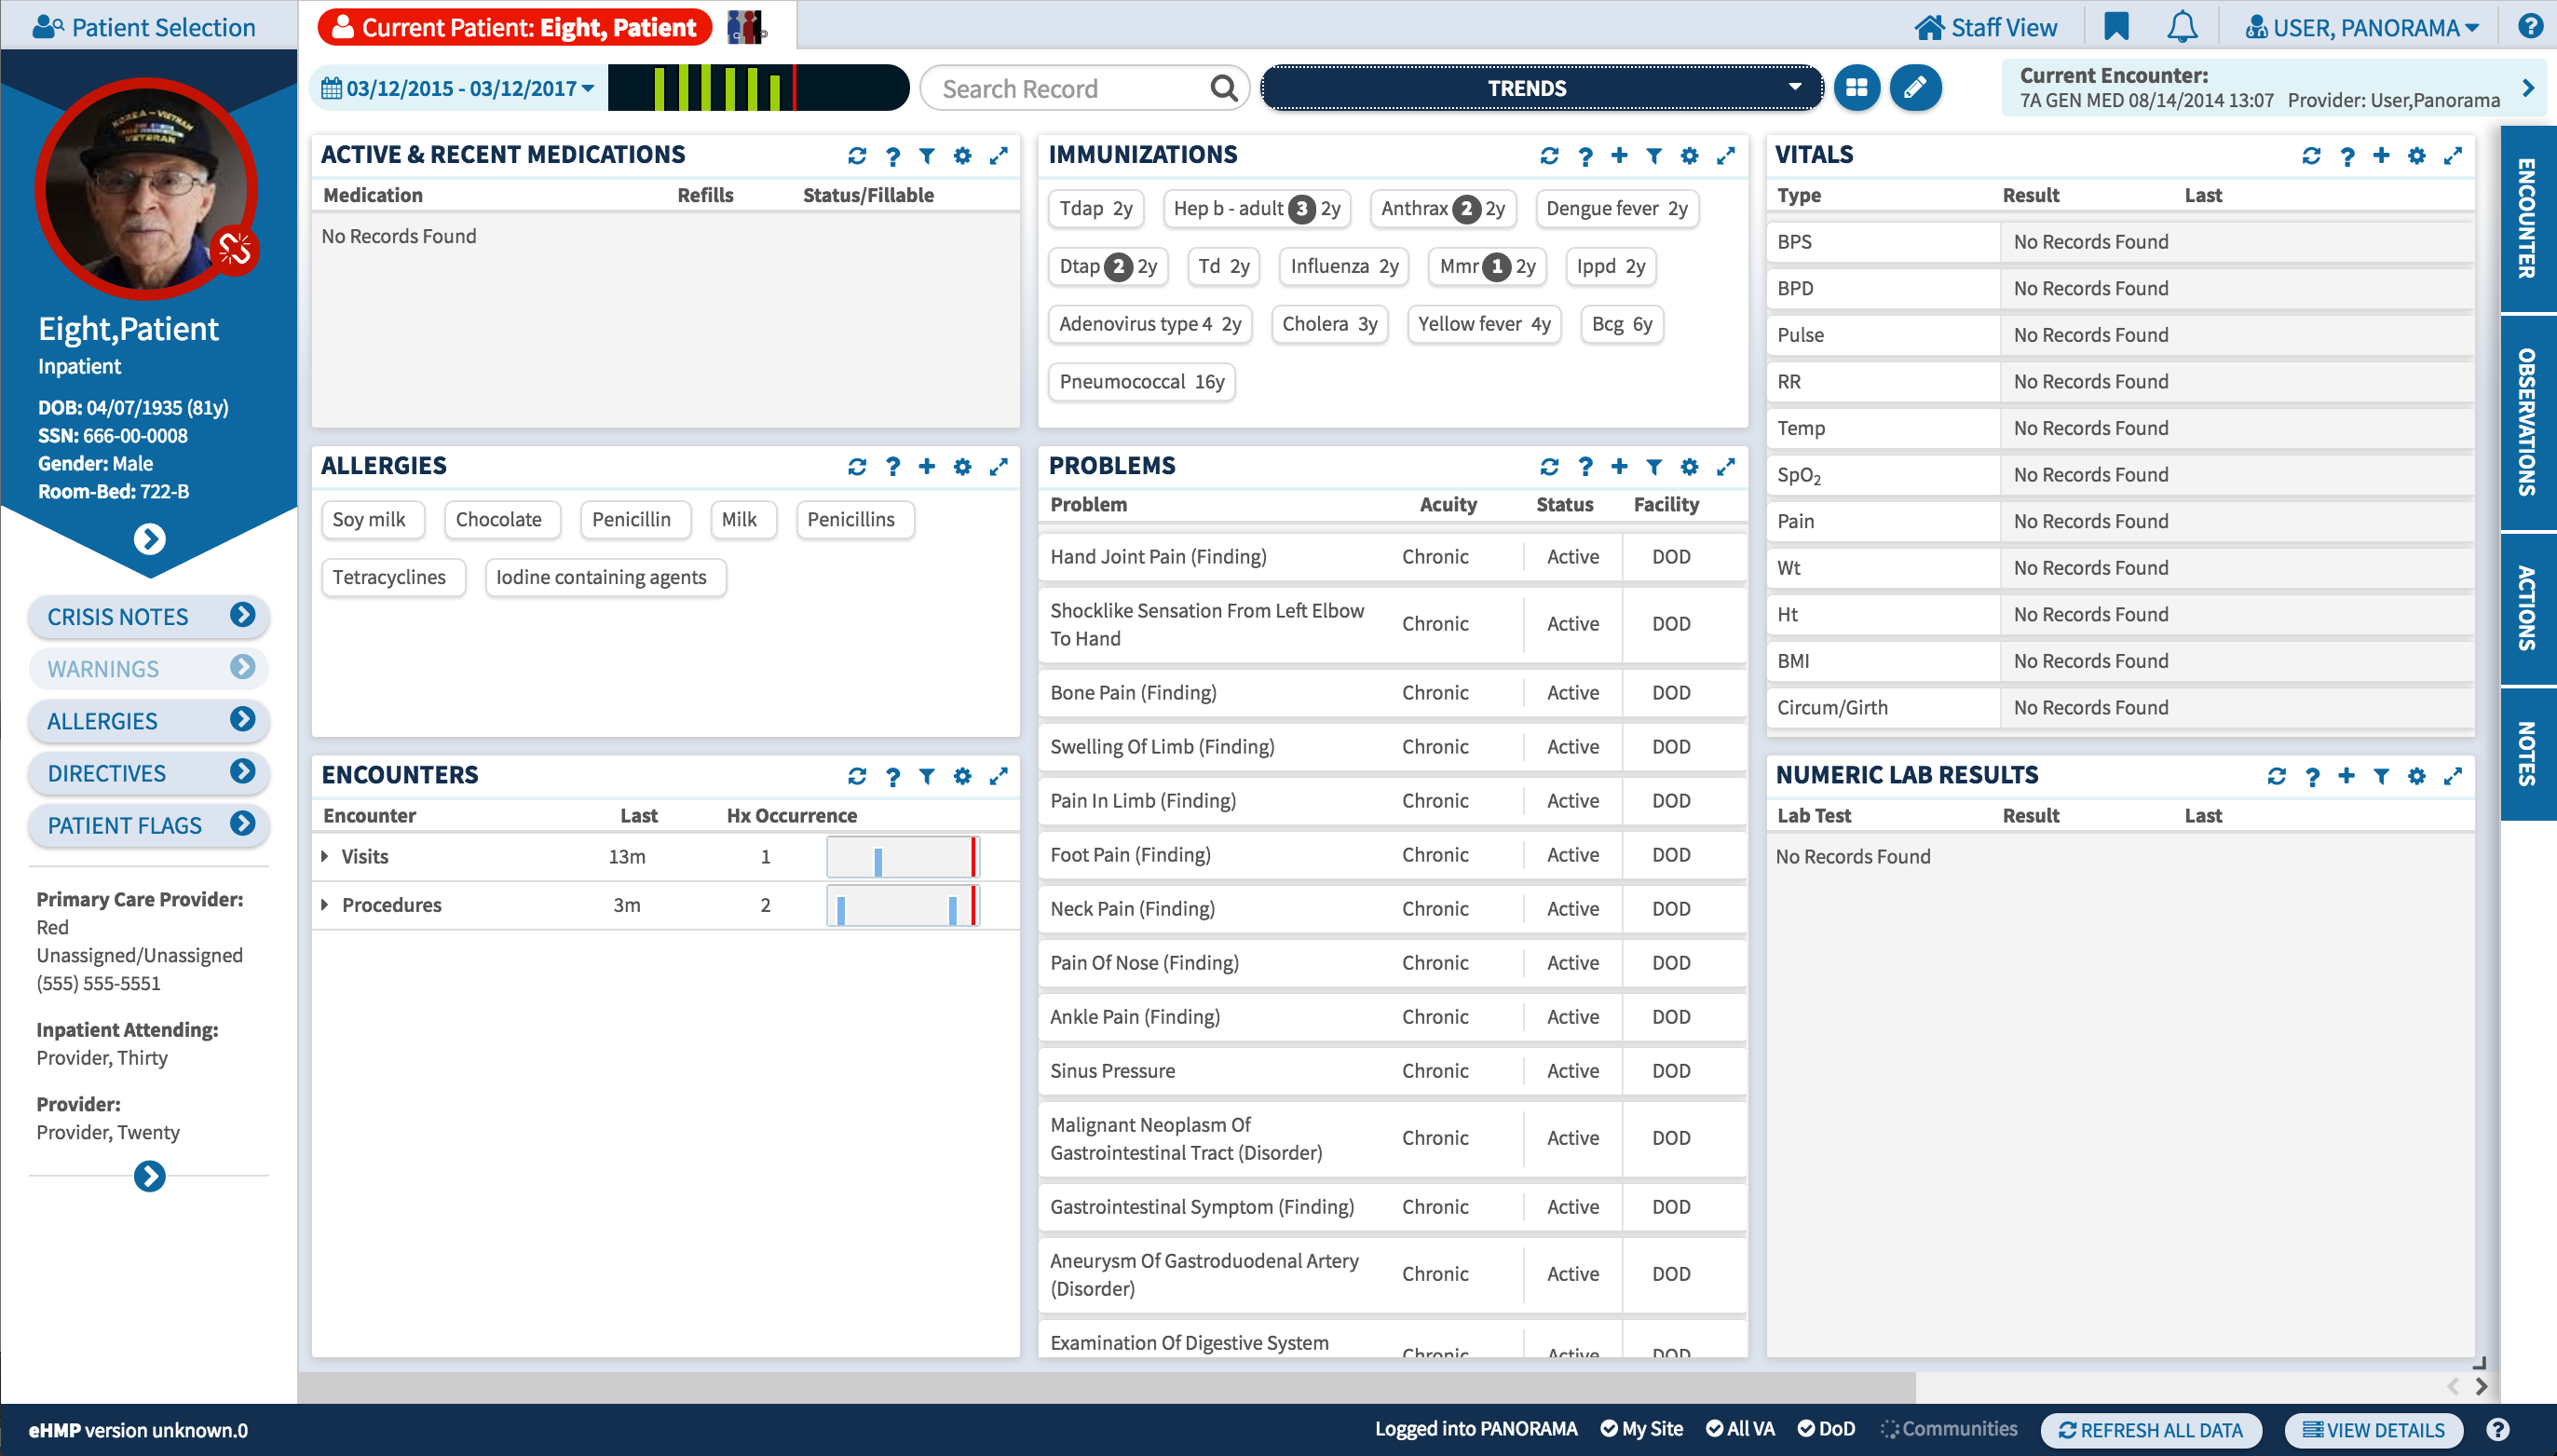 Patient Selection
Current Patient: Eight, Patient
Staff View
USER, PANORAMA
03/12/2015 - 03/12/2017
Search Record
TRENDS
Current Encounter:
7A GEN MED 08/14/2014 13:07 Provider: User,Panorama
KOREA - VIETNAM
VETERAN
Eight,Patient
Inpatient
DOB: 04/07/1935 (81y)
SSN: 666-00-0008
Gender: Male
Room-Bed: 722-B
CRISIS NOTES
WARNINGS
ALLERGIES
DIRECTIVES
PATIENT FLAGS
Primary Care Provider:
Red
Unassigned/Unassigned
(555) 555-5551
Inpatient Attending:
Provider, Thirty
Provider:
Provider, Twenty
ACTIVE & RECENT MEDICATIONS
Medication Refills Status/Fillable
No Records Found
ALLERGIES
Soy milk Chocolate Penicillin Milk Penicillins
Tetracyclines Iodine containing agents
ENCOUNTERS
Encounter Last Hx Occurrence
Visits 13m 1
Procedures 3m 2
IMMUNIZATIONS
Tdap 2y Hep b - adult 3 2y Anthrax 2 2y Dengue fever 2y
Dtap 2 2y Td 2y Influenza 2y Mmr 1 2y Ippd 2y
Adenovirus type 4 2y Cholera 3y Yellow fever 4y Bcg 6y
Pneumococcal 16y
PROBLEMS
Problem Acuity Status Facility
Hand Joint Pain (Finding) Chronic Active DOD
Shocklike Sensation From Left Elbow
To Hand Chronic Active DOD
Bone Pain (Finding) Chronic Active DOD
Swelling Of Limb (Finding) Chronic Active DOD
Pain In Limb (Finding) Chronic Active DOD
Foot Pain (Finding) Chronic Active DOD
Neck Pain (Finding) Chronic Active DOD
Pain Of Nose (Finding) Chronic Active DOD
Ankle Pain (Finding) Chronic Active DOD
Sinus Pressure Chronic Active DOD
Malignant Neoplasm Of
Gastrointestinal Tract (Disorder) Chronic Active DOD
Gastrointestinal Symptom (Finding) Chronic Active DOD
Aneurysm Of Gastroduodenal Artery
(Disorder) Chronic Active DOD
Examination Of Digestive System
Chronic Active DOD
VITALS
Type Result Last
BPS No Records Found
BPD No Records Found
Pulse No Records Found
RR No Records Found
Temp No Records Found
SpO2 No Records Found
Pain No Records Found
Wt No Records Found
Ht No Records Found
BMI No Records Found
Circum/Girth No Records Found
NUMERIC LAB RESULTS
Lab Test Result Last
No Records Found
ENCOUNTER
OBSERVATIONS
ACTIONS
NOTES
eHMP version unknown.0
Logged into PANORAMA My Site All VA DoD Communities REFRESH ALL DATA VIEW DETAILS